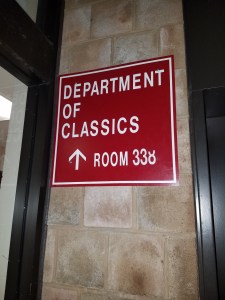 DEPARTMENT
OF
CLASSICS
↑ ROOM 338